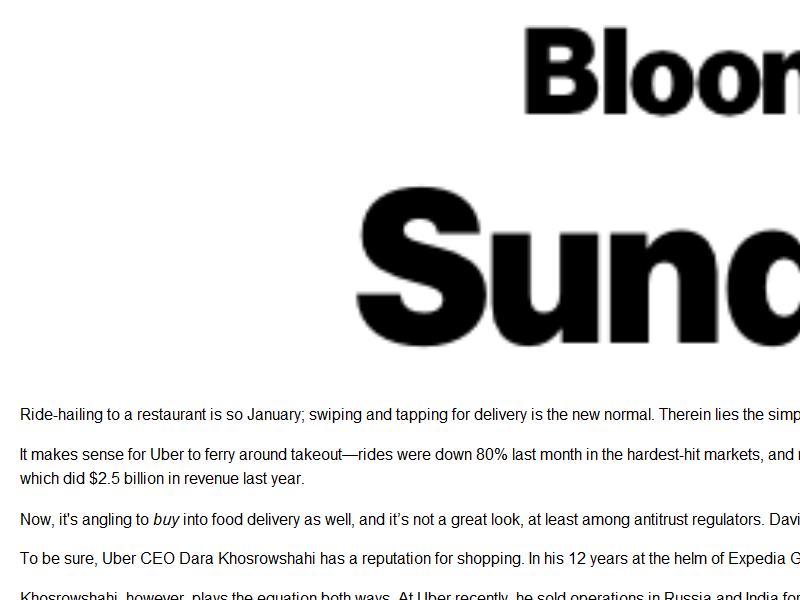 Bloom
Sund
Ride-hailing to a restaurant is so January; swiping and tapping for delivery is the new normal. Therein lies the simp
It makes sense for Uber to ferry around takeout—rides were down 80% last month in the hardest-hit markets, and
which did $2.5 billion in revenue last year.
Now, it's angling to buy into food delivery as well, and it’s not a great look, at least among antitrust regulators. Davi
To be sure, Uber CEO Dara Khosrowshahi has a reputation for shopping. In his 12 years at the helm of Expedia G
Khosrowshahi, however, plays the equation both ways. At Uber recently, he sold operations in Russia and India for